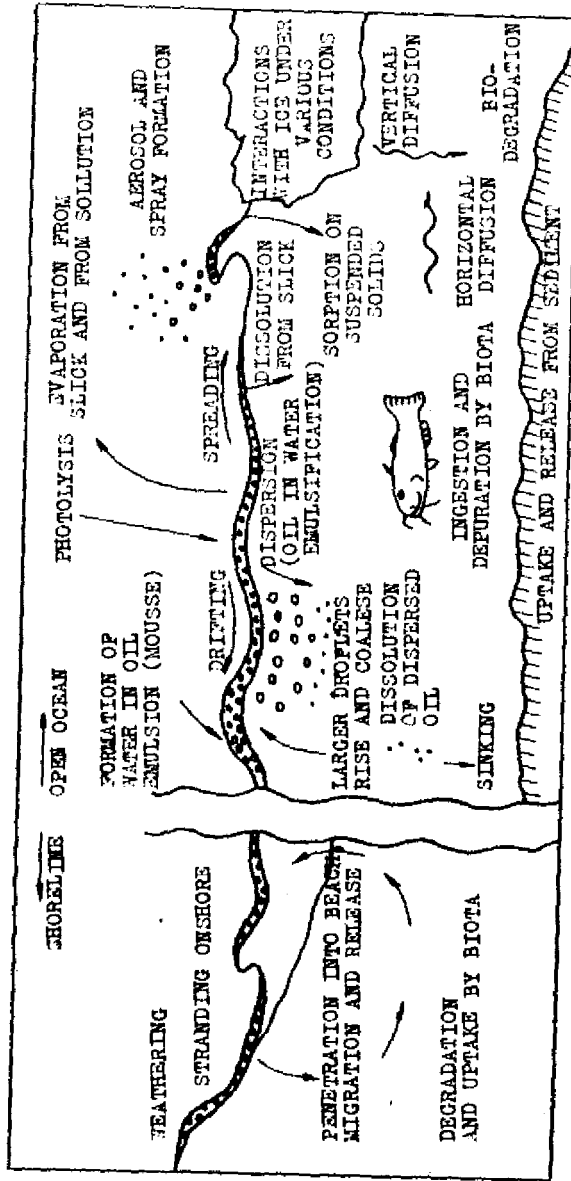 SHORELINE
OPEN OCEAN
WEATHERING
STRANDING ONSHORE
PENETRATION INTO BEACH
MIGRATION AND RELEASE
DEGRADATION
AND UPTAKE BY BIOTA
FORMATION OF
WATER IN OIL
EMULSION (MOUSSE)
DRIFTING
PHOTOLYSIS
EVAPORATION FROM
SLICK AND FROM SOLLUTION
SPREADING
AEROSOL AND
SPRAY FORMATION
DISPERSION
(OIL IN WATER
EMULSIFICATION)
DISSOLUTION
FROM SLICK
SORPTION ON
SUSPENDED
SOLIDS
INTERACTIONS
WITH ICE UNDER
VARIOUS
CONDITIONS
LARGER DROPLETS
RISE AND COALESE
DISSOLUTION
OF DISPERSED
OIL
SINKING
INGESTION AND
DEPURATION BY BIOTA
HORIZONTAL
DIFFUSION
VERTICAL
DIFFUSION
BIO-
DEGRADATION
UPTAKE AND RELEASE FROM SEDIMENT